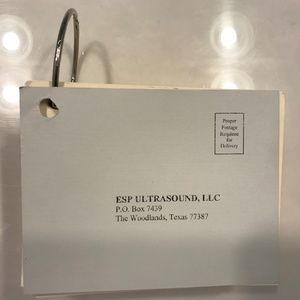 Proper
Postage
Required
for
Delivery
ESP ULTRASOUND, LLC
P.O. Box 7439
The Woodlands, Texas 77387